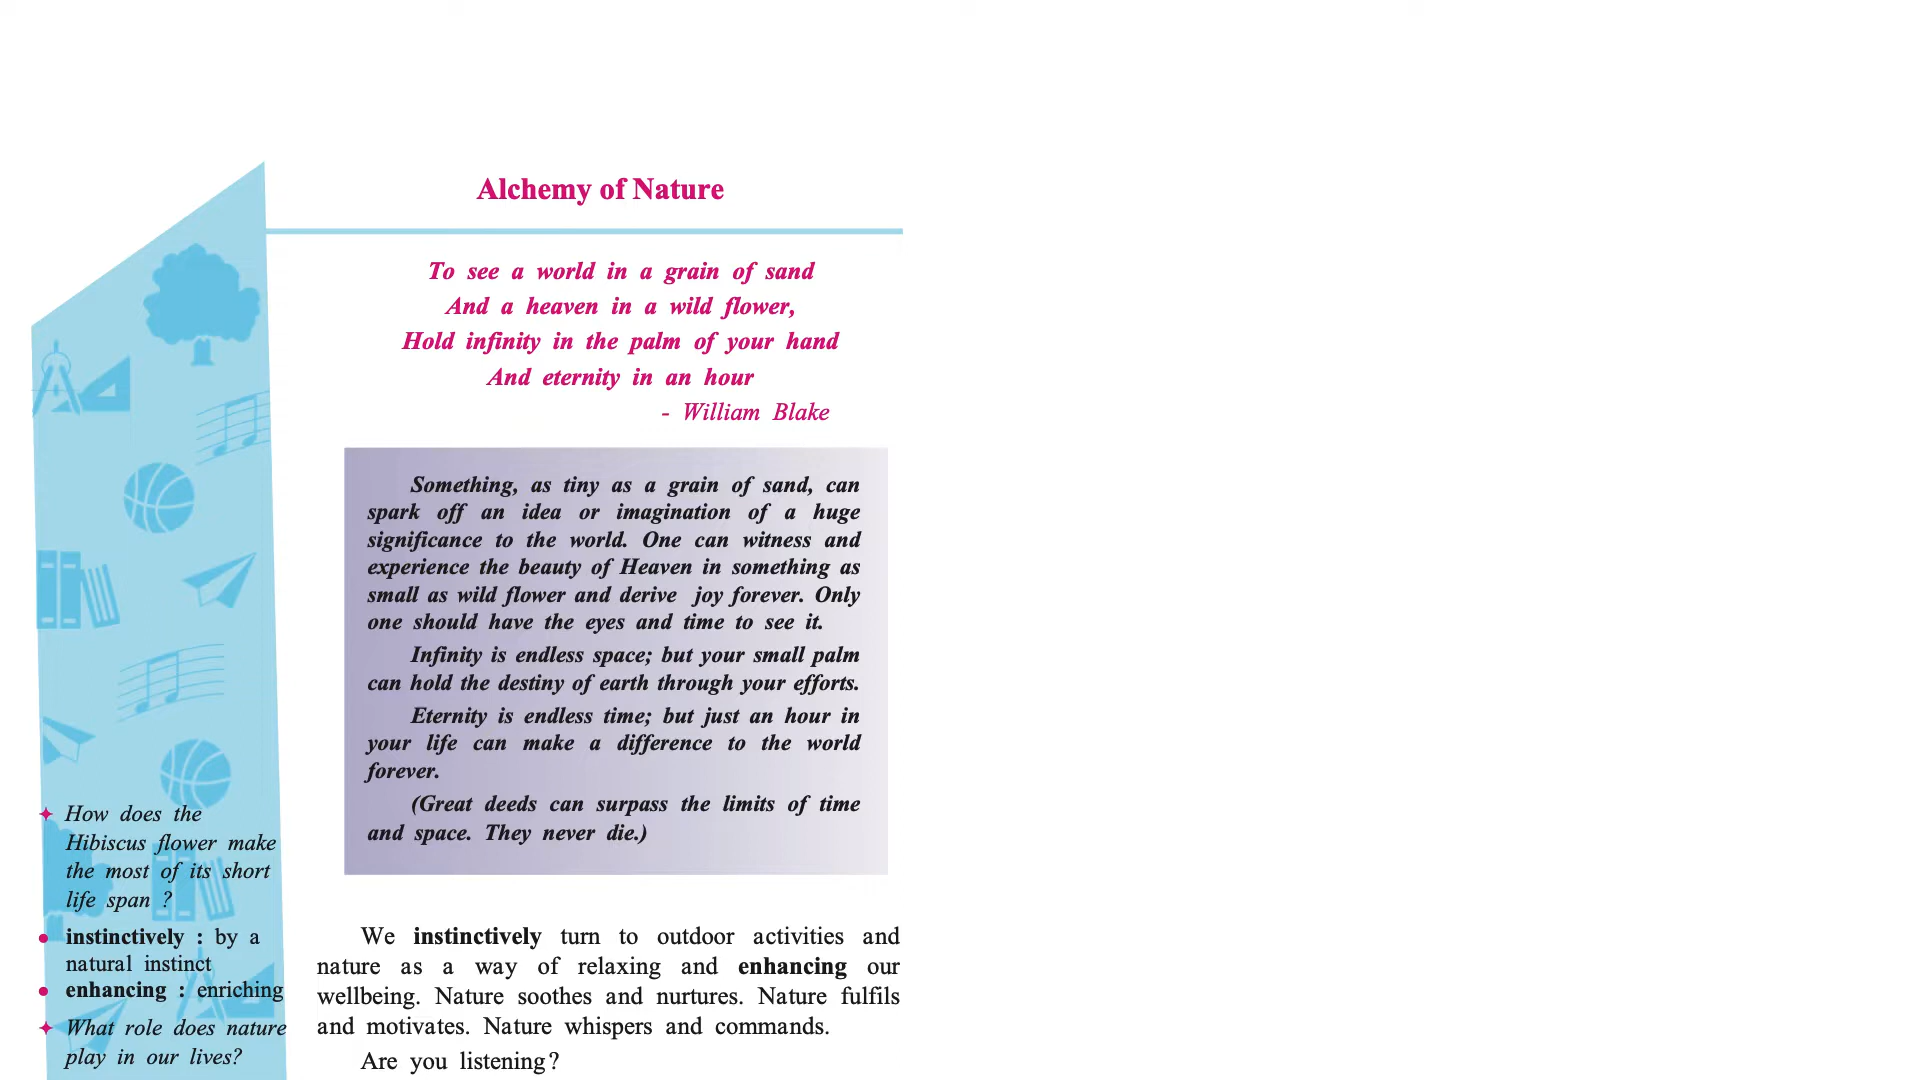 Alchemy of Nature
To see a world in a grain of sand
And a heaven in a wild flower,
Hold infinity in the palm of your hand
And eternity in an hour
- William Blake
Something, as tiny as a grain of sand, can
spark off an idea or imagination of a huge
significance to the world. One can witness and
experience the beauty of Heaven in something as
small as wild flower and derive joy forever. Only
one should have the eyes and time to see it.
Infinity is endless space; but your small palm
can hold the destiny of earth through your efforts.
Eternity is endless time; but just an hour in
your life can make a difference to the world
forever.
(Great deeds can surpass the limits of time
and space. They never die.)
How does the
Hibiscus flower make
the most of its short
life span ?
instinctively : by a
natural instinct
enhancing : enriching
What role does nature
play in our lives?
We instinctively turn to outdoor activities and
nature as a way of relaxing and enhancing our
wellbeing. Nature soothes and nurtures. Nature fulfils
and motivates. Nature whispers and commands.
Are you listening?